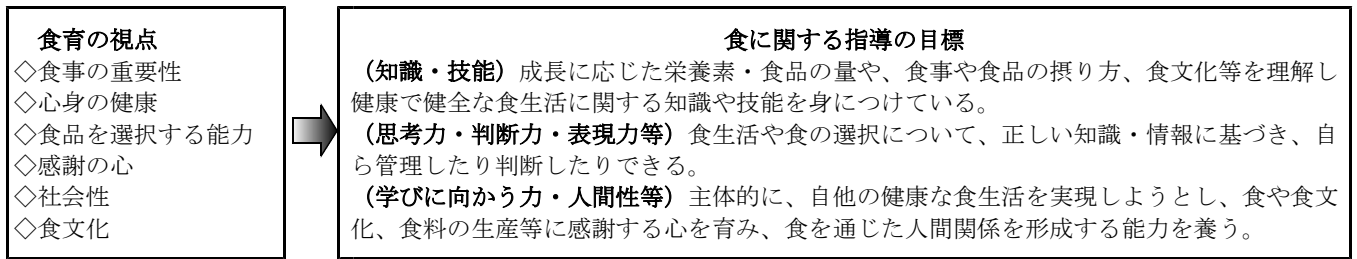 食育の視点
◇食事の重要性
◇心身の健康
◇食品を選択する能力
◇感謝の心
◇社会性
◇食文化
食に関する指導の目標
（知識・技能）成長に応じた栄養素・食品の量や、食事や食品の摂り方、食文化等を理解し
健康で健全な食生活に関する知識や技能を身につけている。
（思考力・判断力・表現力等）食生活や食の選択について、正しい知識・情報に基づき、自
ら管理したり判断したりできる。
（学びに向かう力・人間性等）主体的に、自他の健康な食生活を実現しようとし、食や食文
化、食料の生産等に感謝する心を育み、食を通じた人間関係を形成する能力を養う。